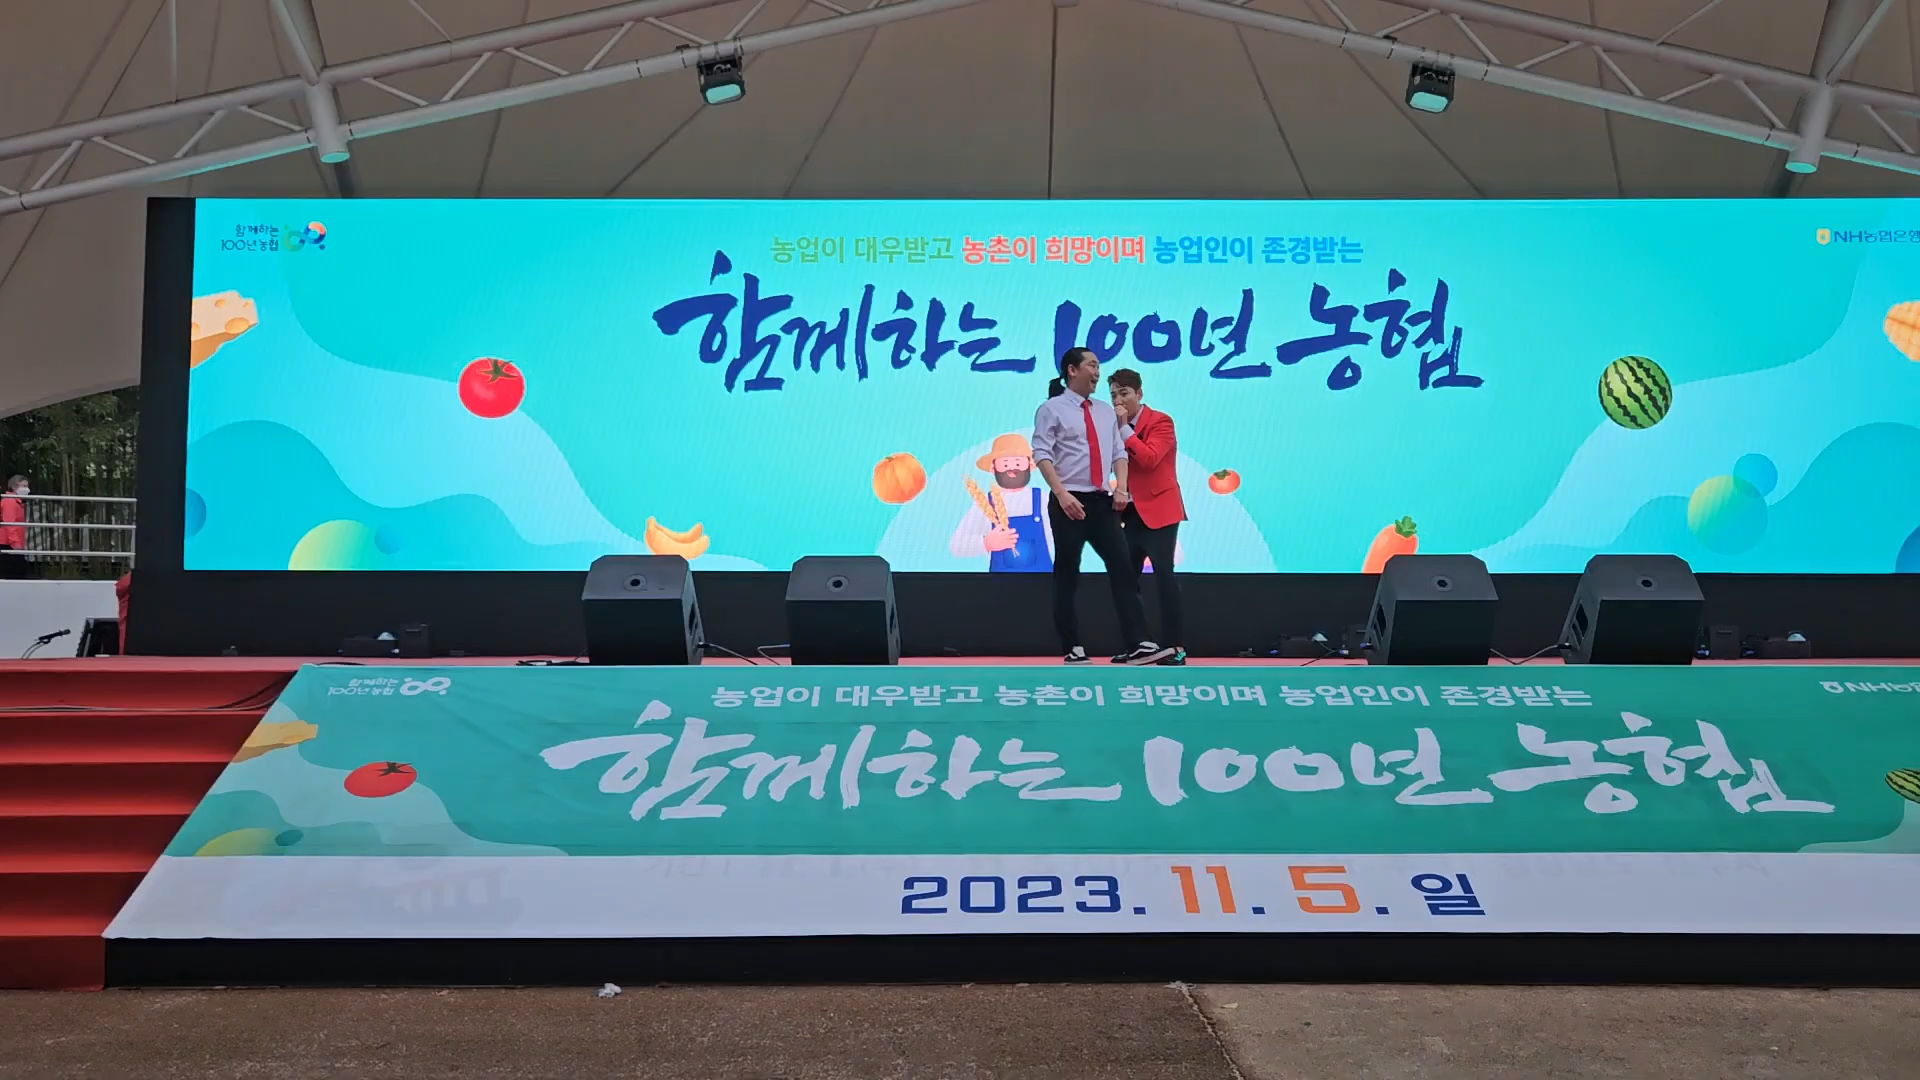 함께하는
100년 농협
농업이 대우받고 농촌이 희망이며 농업인이 존경받는
NH농협은행
함께하는 100년 농협
함께하는
100년 농협
농업이 대우받고 농촌이 희망이며 농업인이 존경받는
함께하는 100년 농협
2023. 11. 5. 일